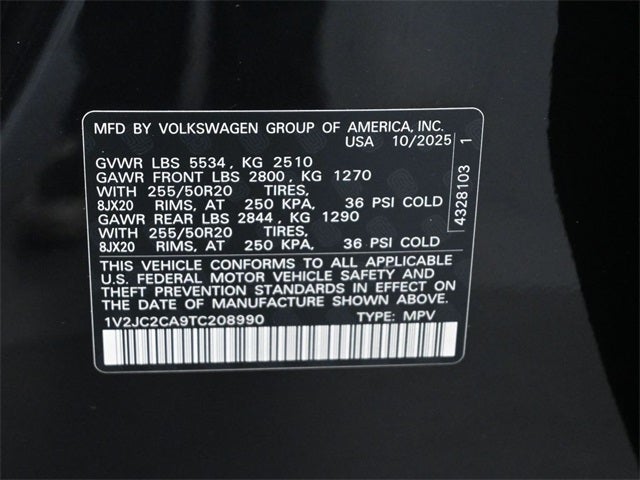 MFD BY VOLKSWAGEN GROUP OF AMERICA, INC.
USA 10/2025
GVWR LBS 5534, KG 2510
GAWR FRONT LBS 2800, KG 1270
WITH 255/50R20 TIRES,
8JX20 RIMS, AT 250 KPA, 36 PSI COLD
GAWR REAR LBS 2844, KG 1290
WITH 255/50R20 TIRES,
8JX20 RIMS, AT 250 KPA, 36 PSI COLD
THIS VEHICLE CONFORMS TO ALL APPLICABLE
U.S. FEDERAL MOTOR VEHICLE SAFETY AND
THEFT PREVENTION STANDARDS IN EFFECT ON
THE DATE OF MANUFACTURE SHOWN ABOVE.
1V2JC2CA9TC208990 TYPE: MPV
4328103 1